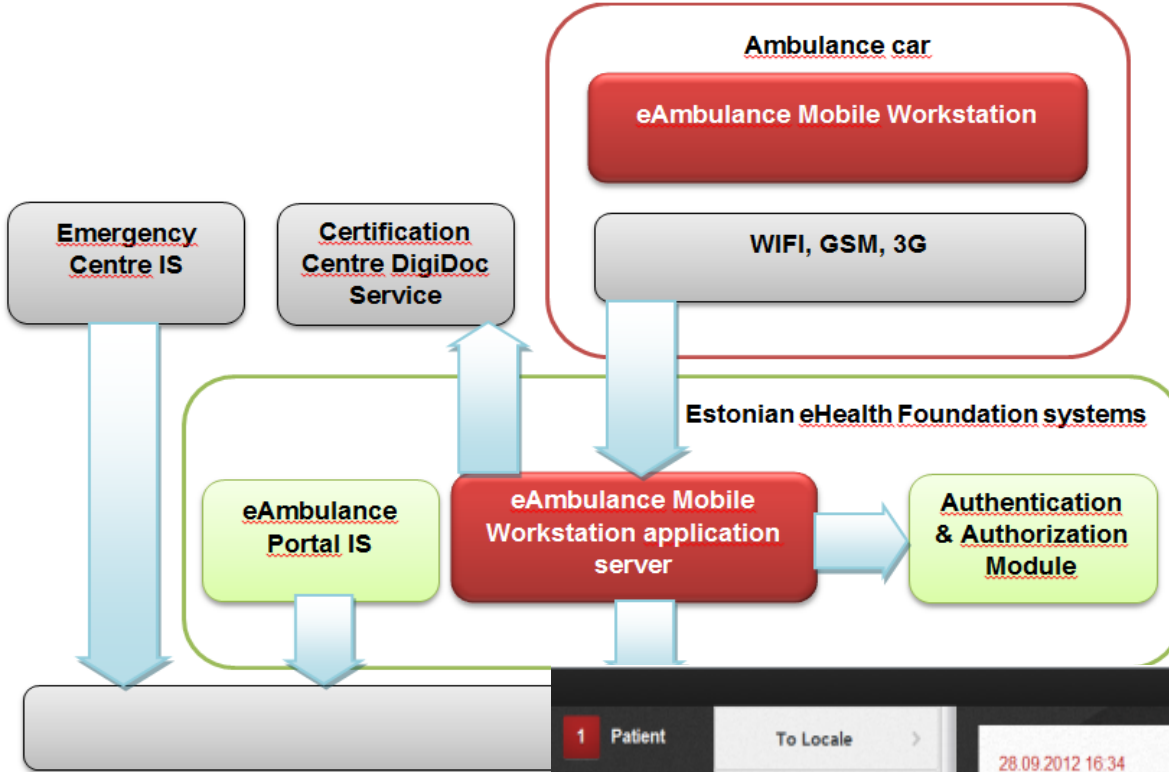 Ambulance car
eAmbulance Mobile Workstation
WIFI, GSM, 3G
Emergency
Centre IS
Certification
Centre DigiDoc
Service
Estonian eHealth Foundation systems
eAmbulance
Portal IS
eAmbulance Mobile
Workstation application
server
Authentication
& Authorization
Module
1 Patient
To Locale
28.09.2012 16:34